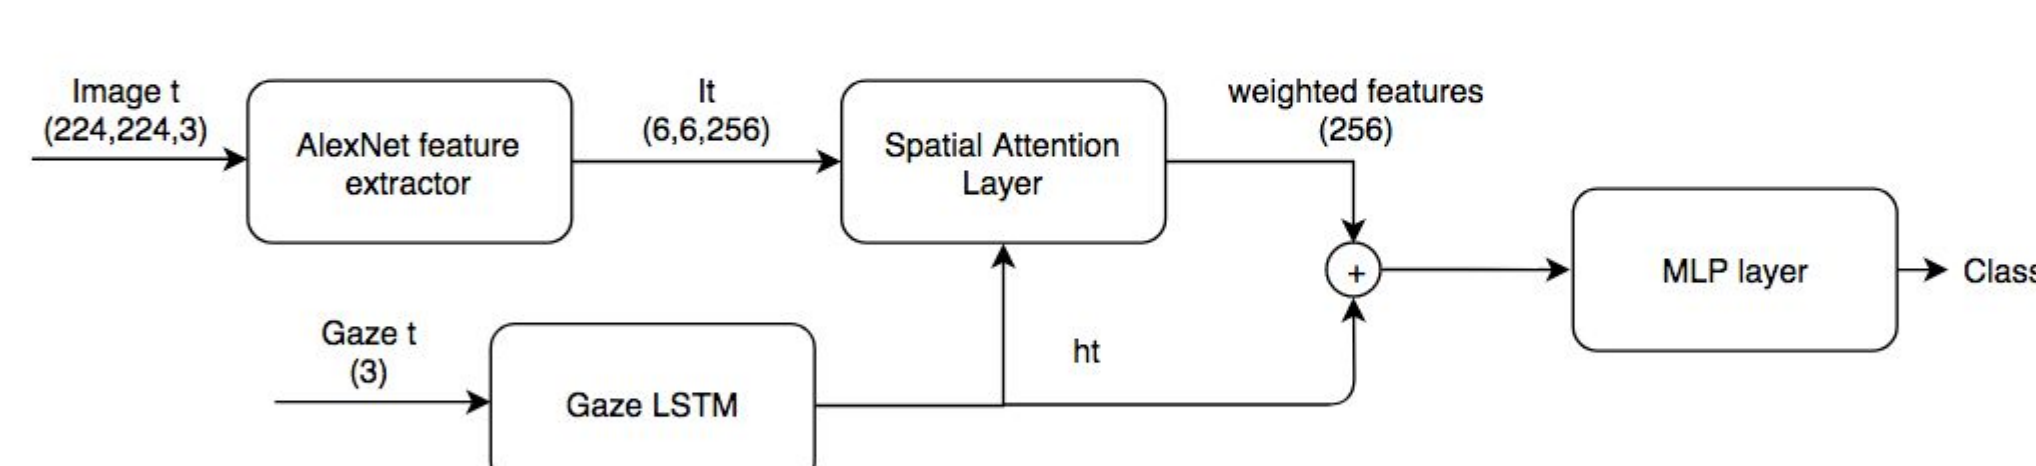 Image t
(224,224,3)
AlexNet feature
extractor
It
(6,6,256)
Spatial Attention
Layer
weighted features
(256)
+
MLP layer
Class
Gaze t
(3)
Gaze LSTM
ht